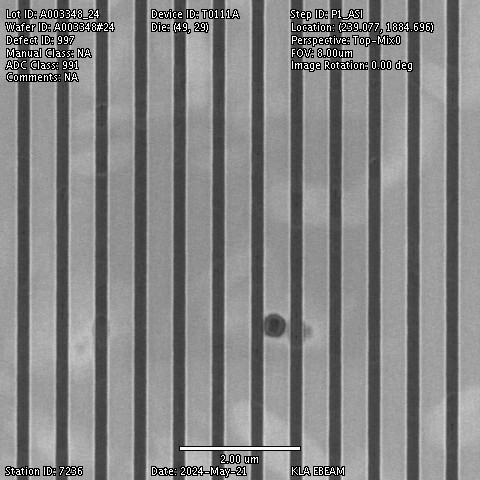 Lot ID: A003348_24
Wafer ID: A003348#24
Defect ID: 997
Manual Class: NA
ADC Class: 991
Comments: NA
Device ID: T0111A
Die: (49, 29)
Step ID: P1_ASI
Location: (239.077, 1884.696)
Perspective: Top-Mix0
FOV: 8.00um
Image Rotation: 0.00 deg
2.00 um
Station ID: 7236
Date: 2024-May-21
KLA EBEAM